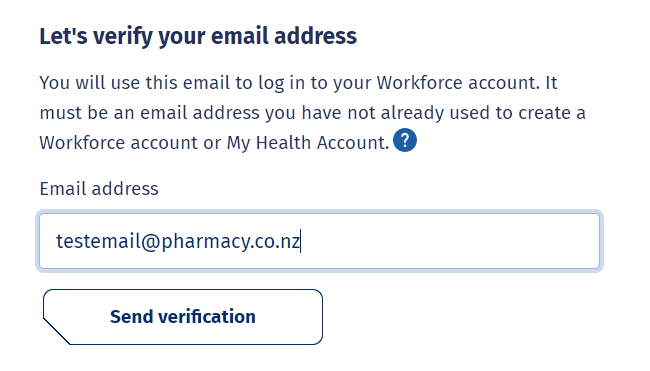 Let's verify your email address
You will use this email to log in to your Workforce account. It
must be an email address you have not already used to create a
Workforce account or My Health Account. ?
Email address
testemail@pharmacy.co.nz
Send verification